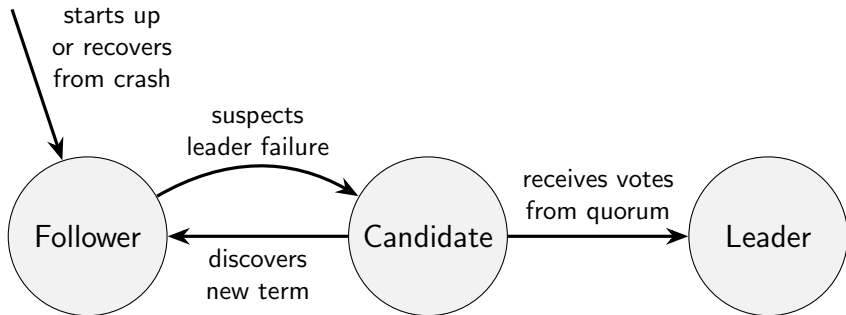 starts up
or recovers
from crash
suspects
leader failure
receives votes
from quorum
Follower
Candidate
Leader
discovers
new term